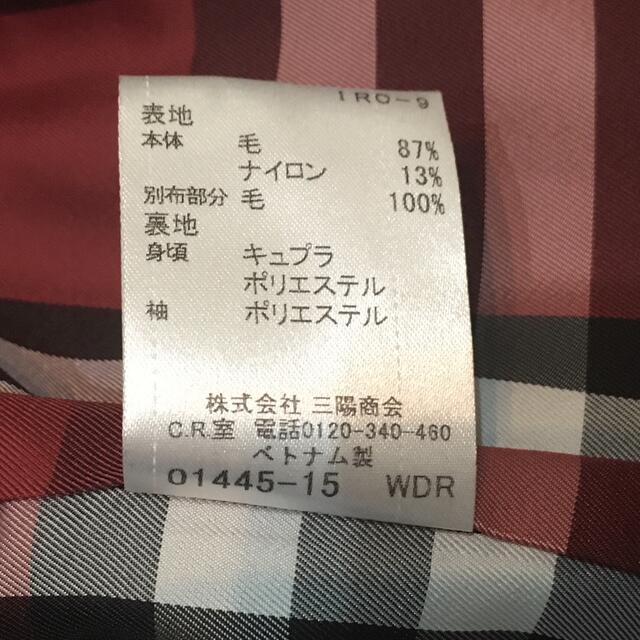 1RO-9
表地
本体 毛 87%
ナイロン 13%
別布部分 毛 100%
裏地
身頃 キュプラ
ポリエステル
袖 ポリエステル
株式会社 三陽商会
C.R.室 電話0120-340-460
ベトナム製
01445-15 WDR